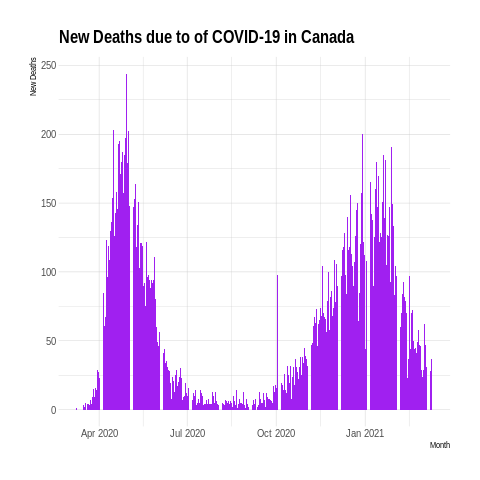 New Deaths due to of COVID-19 in Canada
New Deaths
250
200
150
100
50
0
Apr 2020 Jul 2020 Oct 2020 Jan 2021
Month